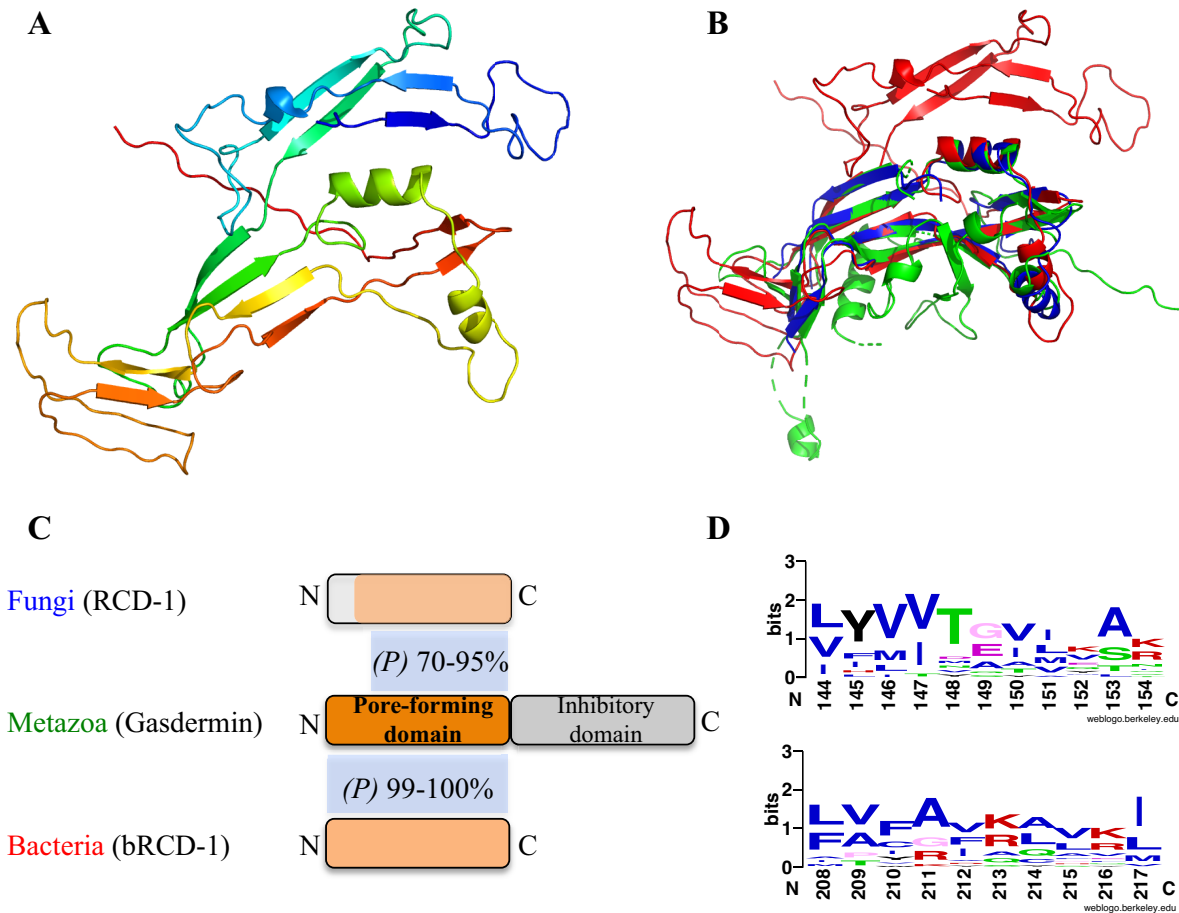 A
B
C
D
Fungi (RCD-1)
N
C
(P) 70-95%
Metazoa (Gasdermin)
N
Pore-forming
domain
Inhibitory
domain
C
(P) 99-100%
Bacteria (bRCD-1)
N
C
3
2
1
0
bits
N
144
145
146
147
148
149
150
151
152
153
154
C
weblogo.berkeley.edu
3
2
1
0
bits
N
208
209
210
211
212
213
214
215
216
217
C
weblogo.berkeley.edu